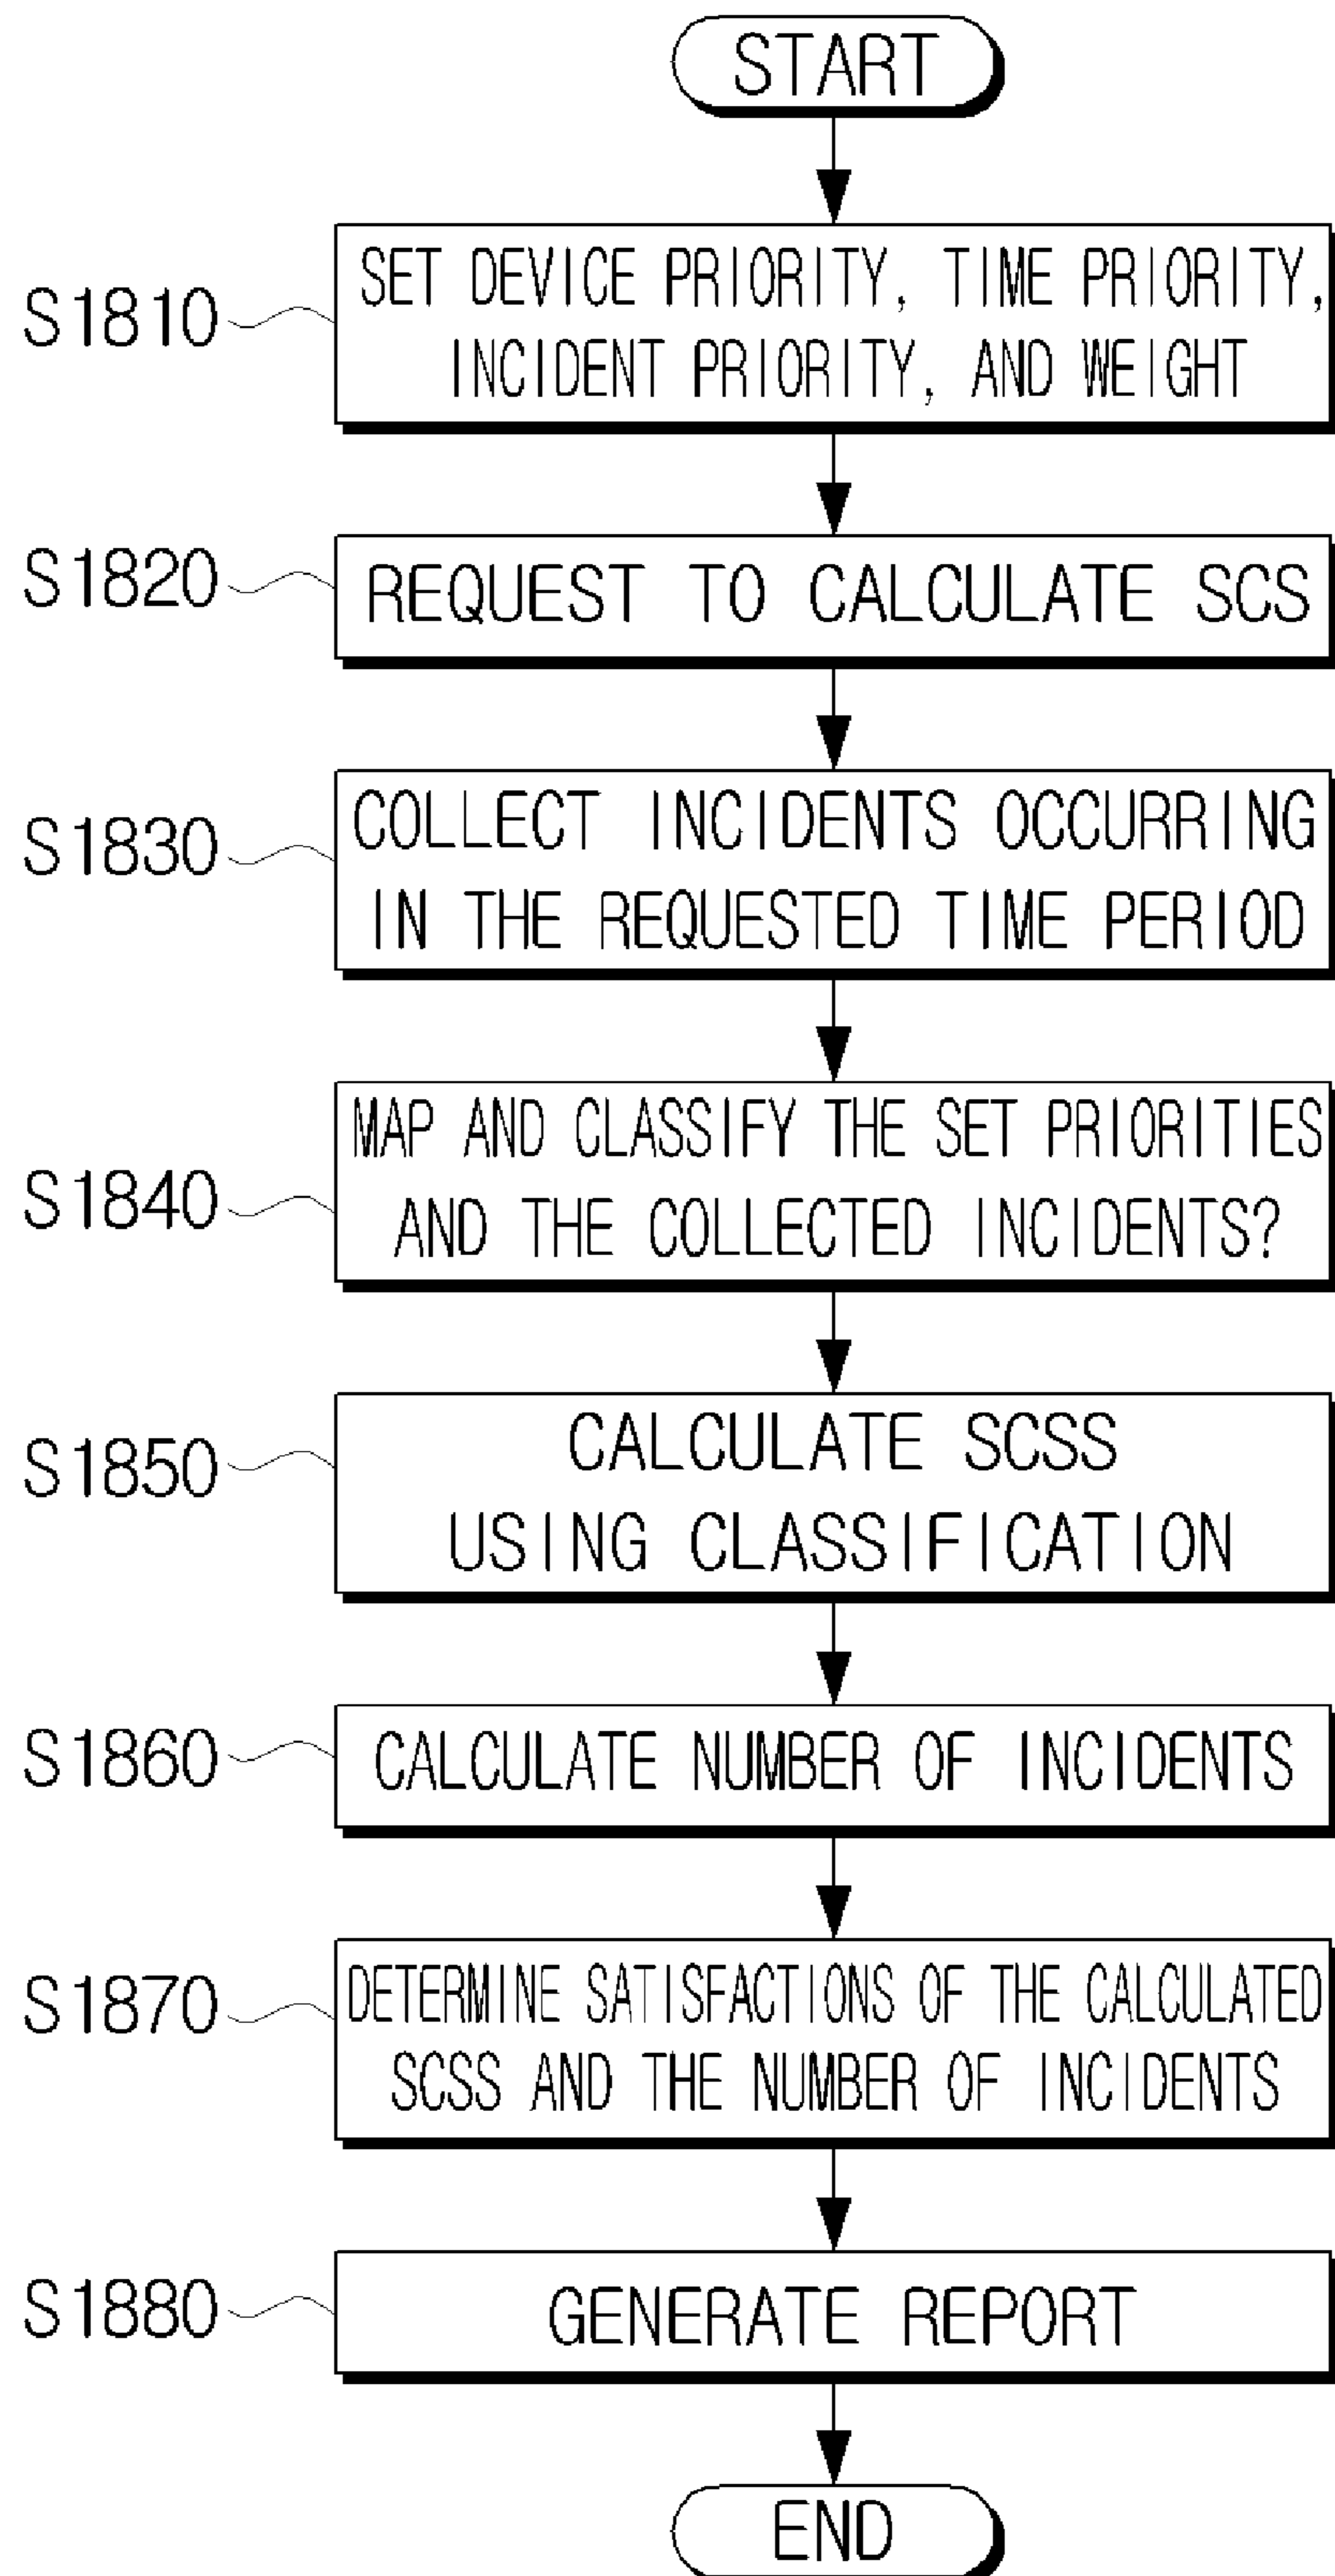 START
S1810
SET DEVICE PRIORITY, TIME PRIORITY,
INCIDENT PRIORITY, AND WEIGHT
S1820
REQUEST TO CALCULATE SCS
S1830
COLLECT INCIDENTS OCCURRING
IN THE REQUESTED TIME PERIOD
S1840
MAP AND CLASSIFY THE SET PRIORITIES
AND THE COLLECTED INCIDENTS?
S1850
CALCULATE SCSS
USING CLASSIFICATION
S1860
CALCULATE NUMBER OF INCIDENTS
S1870
DETERMINE SATISFACTIONS OF THE CALCULATED
SCSS AND THE NUMBER OF INCIDENTS
S1880
GENERATE REPORT
END